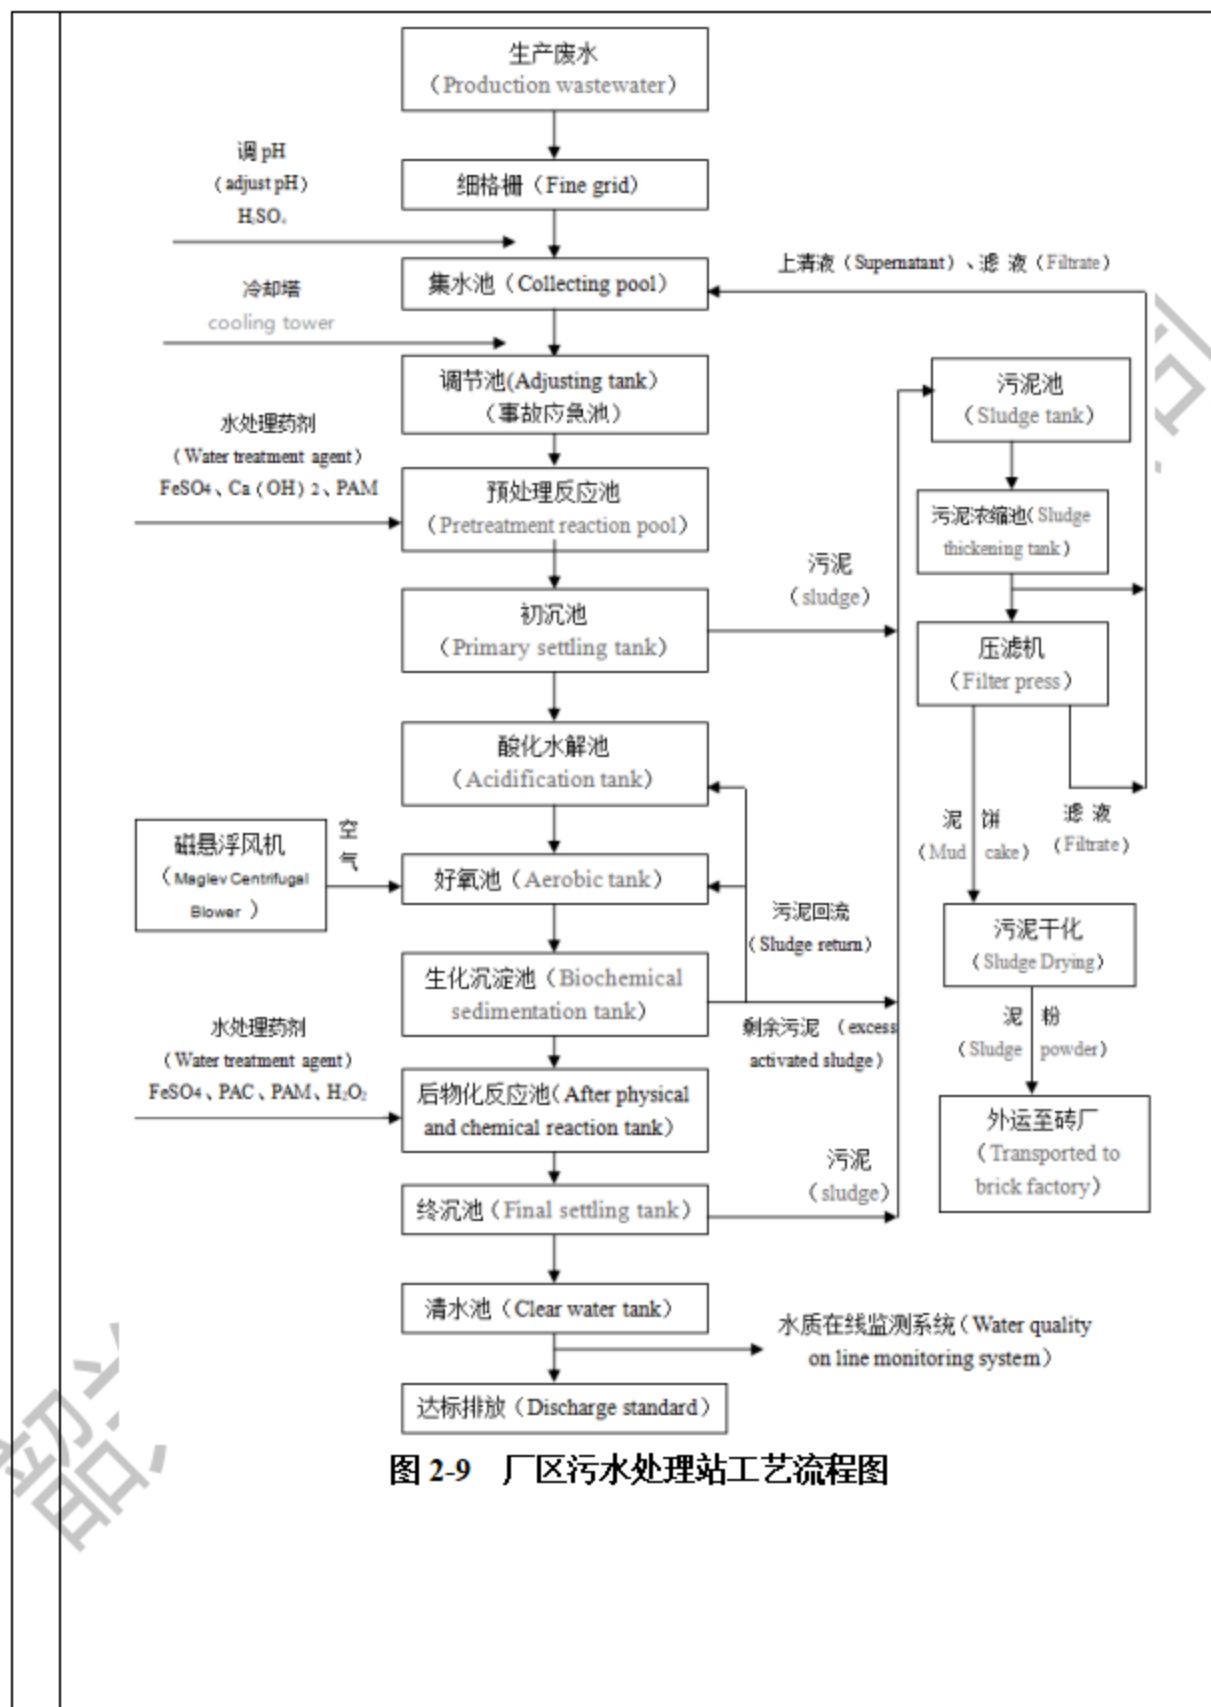 生产废水
（Production wastewater）
调 pH
（adjust pH）
H₂SO₄
细格栅（Fine grid）
上清液（Supernatant）、滤 液（Filtrate）
集水池（Collecting pool）
冷却塔
cooling tower
调节池(Adjusting tank）
（事故应急池）
污泥池
（Sludge tank）
水处理药剂
（Water treatment agent）
FeSO₄、Ca（OH）2、PAM
预处理反应池
（Pretreatment reaction pool）
污泥浓缩池（Sludge
thickening tank）
污泥
（sludge）
初沉池
（Primary settling tank）
压滤机
（Filter press）
酸化水解池
（Acidification tank）
泥 饼
（Mud cake）
滤 液
（Filtrate）
磁悬浮风机
（Maglev Centrifugal
Blower ）
空
气
好氧池（Aerobic tank）
污泥回流
（Sludge return）
污泥干化
（Sludge Drying）
生化沉淀池（Biochemical
sedimentation tank）
剩余污泥 （excess
activated sludge）
泥 粉
（Sludge powder）
水处理药剂
（Water treatment agent）
FeSO₄、PAC、PAM、H₂O₂
后物化反应池（After physical
and chemical reaction tank）
外运至砖厂
（Transported to
brick factory）
污泥
（sludge）
终沉池（Final settling tank）
清水池（Clear water tank）
水质在线监测系统（Water quality
on line monitoring system）
达标排放（Discharge standard）
图 2-9 厂区污水处理站工艺流程图
韶